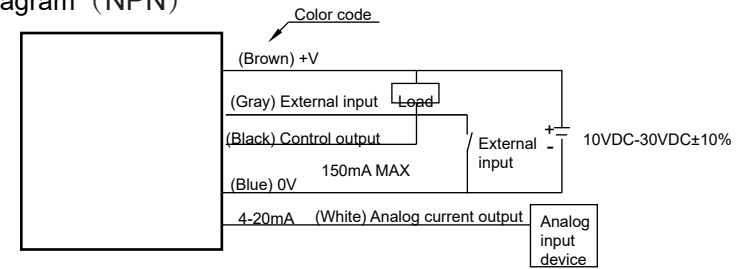 agram（NPN）
Color code
(Brown) +V
(Gray) External input
Load
(Black) Control output
External
input
+
-
10VDC-30VDC±10%
150mA MAX
(Blue) 0V
4-20mA
(White) Analog current output
Analog
input
device